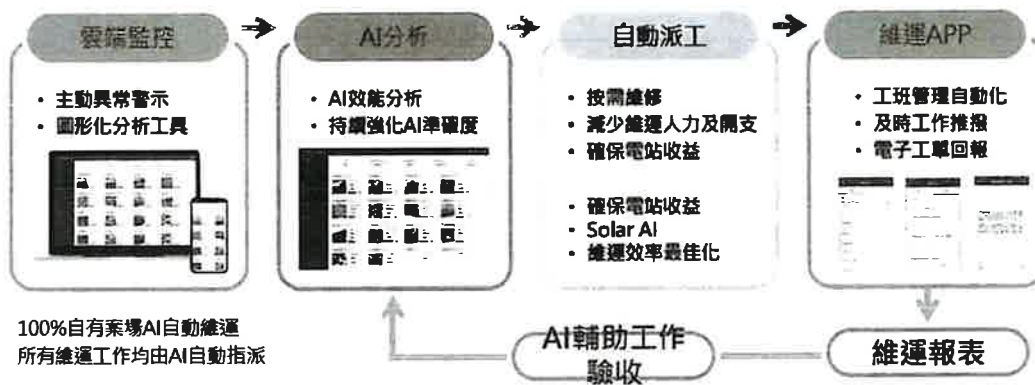 雲端監控
• 主動異常警示
• 圖形化分析工具
AI分析
• AI效能分析
• 持續強化AI準確度
自動派工
• 按需維修
• 減少維運人力及開支
• 確保電站收益
• 確保電站收益
• Solar AI
• 維運效率最佳化
維運APP
• 工班管理自動化
• 及時工作推撥
• 電子工單回報
100%自有案場AI自動維運
所有維運工作均由AI自動指派
AI輔助工作
驗收
維運報表